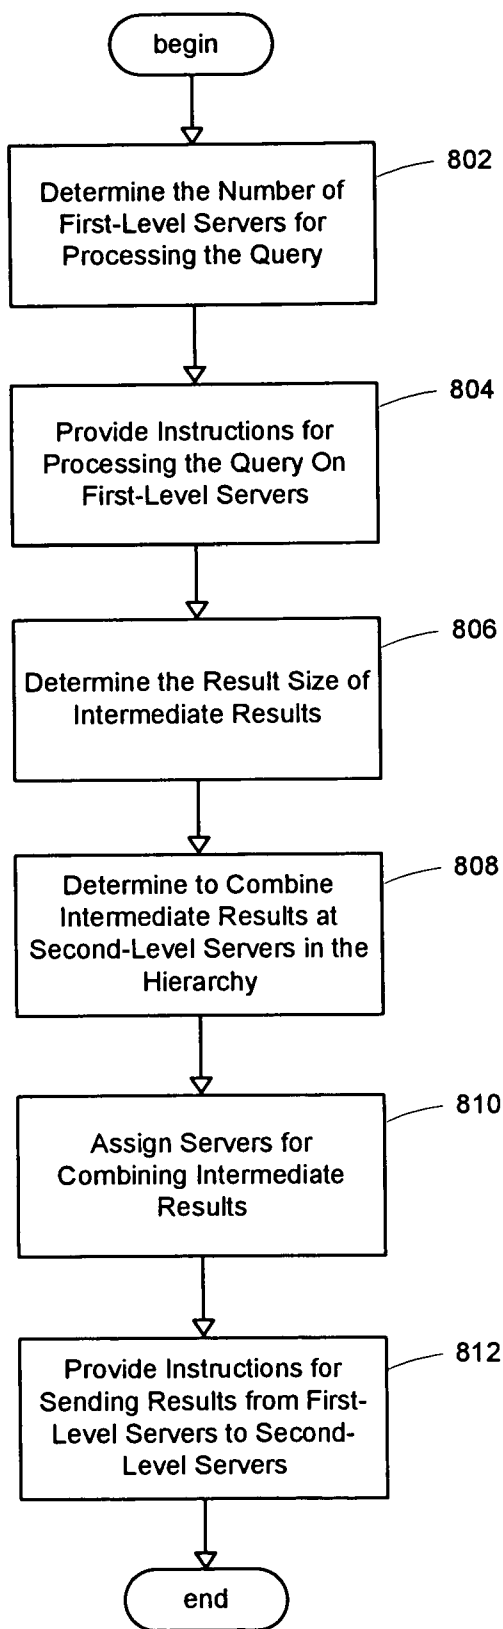 begin
802
Determine the Number of
First-Level Servers for
Processing the Query
804
Provide Instructions for
Processing the Query On
First-Level Servers
806
Determine the Result Size of
Intermediate Results
808
Determine to Combine
Intermediate Results at
Second-Level Servers in the
Hierarchy
810
Assign Servers for
Combining Intermediate
Results
812
Provide Instructions for
Sending Results from First-
Level Servers to Second-
Level Servers
end